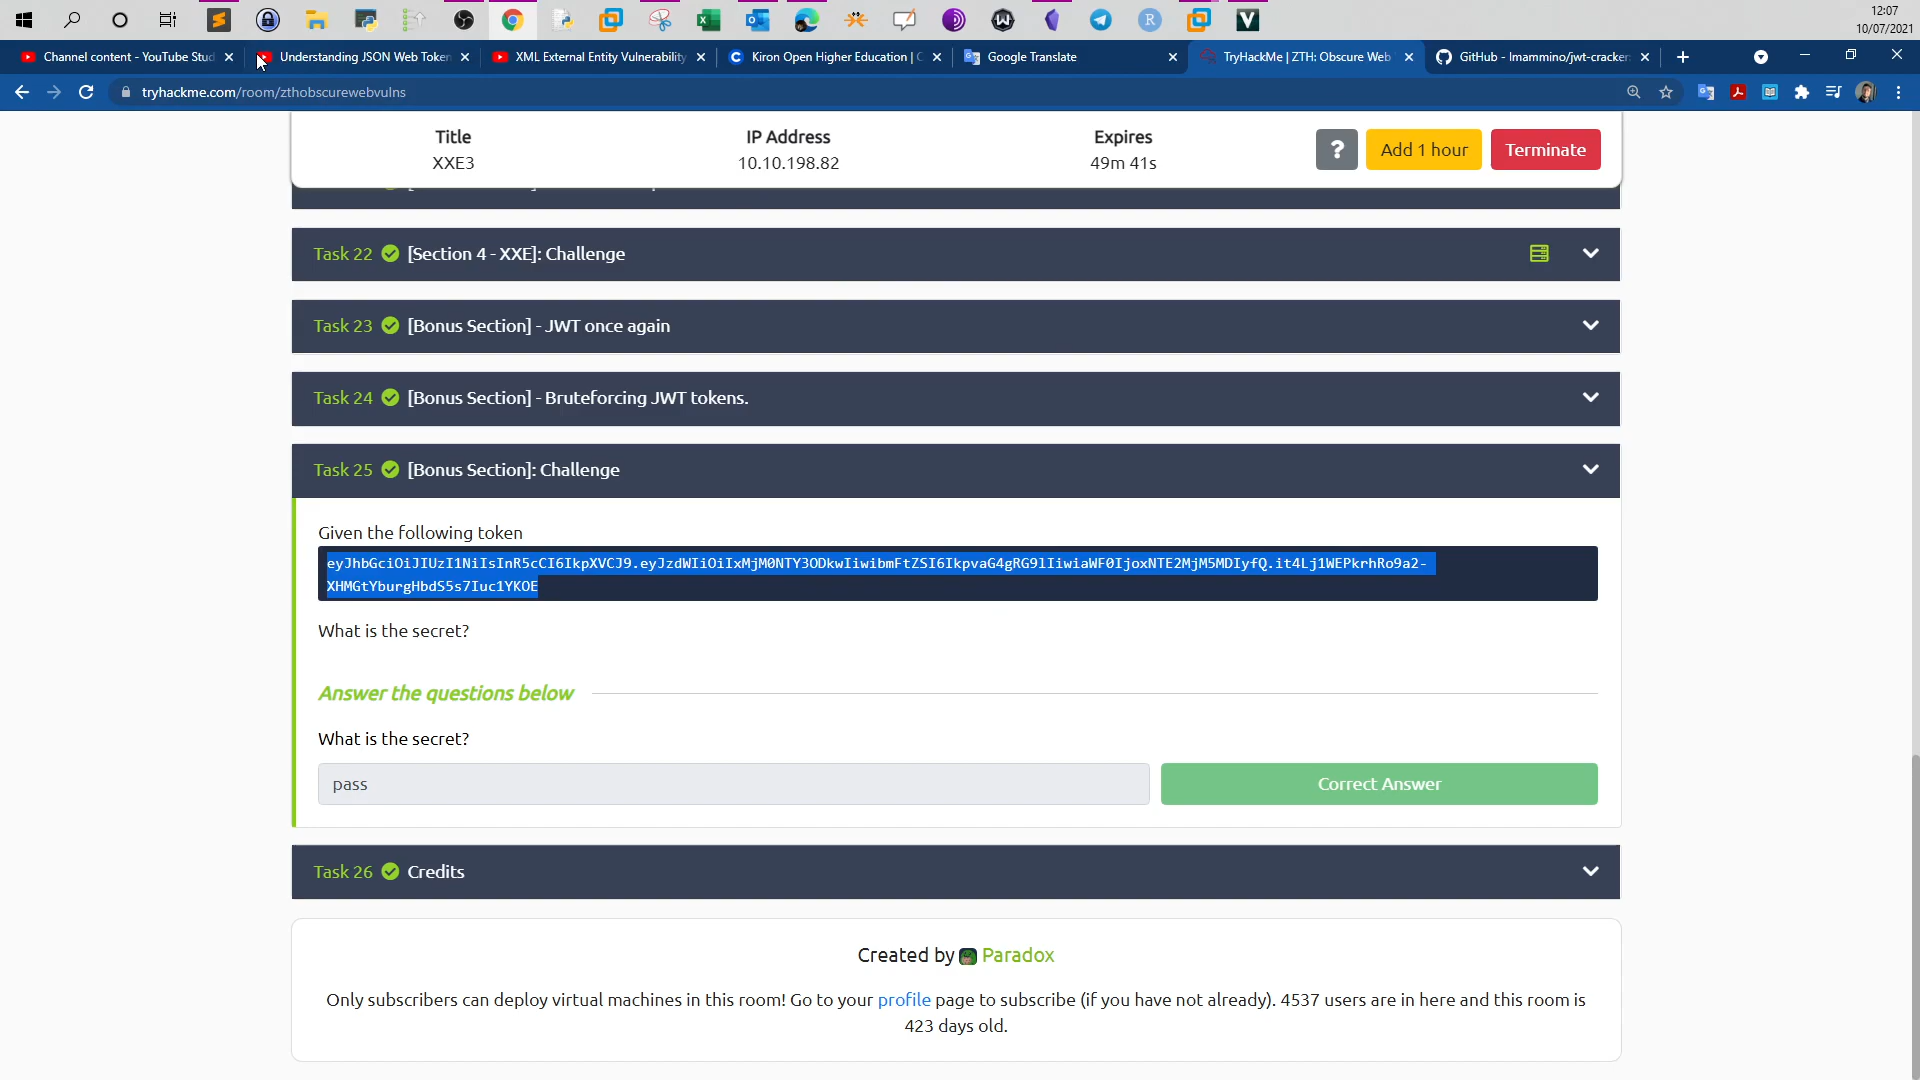 12:07
10/07/2021
Channel content - YouTube Stud
Understanding JSON Web Token
XML External Entity Vulnerability
Kiron Open Higher Education | C
Google Translate
TryHackMe | ZTH: Obscure Web
GitHub - lmammino/jwt-cracker:
tryhackme.com/room/zthobscurewebvulns
Title
IP Address
Expires
XXE3
10.10.198.82
49m 41s
?
Add 1 hour
Terminate
Task 22 [Section 4 - XXE]: Challenge
Task 23 [Bonus Section] - JWT once again
Task 24 [Bonus Section] - Bruteforcing JWT tokens.
Task 25 [Bonus Section]: Challenge
Given the following token
eyJhbGciOiJIUzI1NiIsInR5cCI6IkpXVCJ9.eyJzdWIiOiIxMjM0NTY3ODkwIiwibmFtZSI6IkpvaG4gRG9lIiwiaWF0IjoxNTE2MjM5MDIyfQ.it4Lj1WEPkrhRo9a2-
XHMGtYburgHbdS5s7Iuc1YKOE
What is the secret?
Answer the questions below
What is the secret?
pass
Correct Answer
Task 26 Credits
Created by Paradox
Only subscribers can deploy virtual machines in this room! Go to your profile page to subscribe (if you have not already). 4537 users are in here and this room is
423 days old.